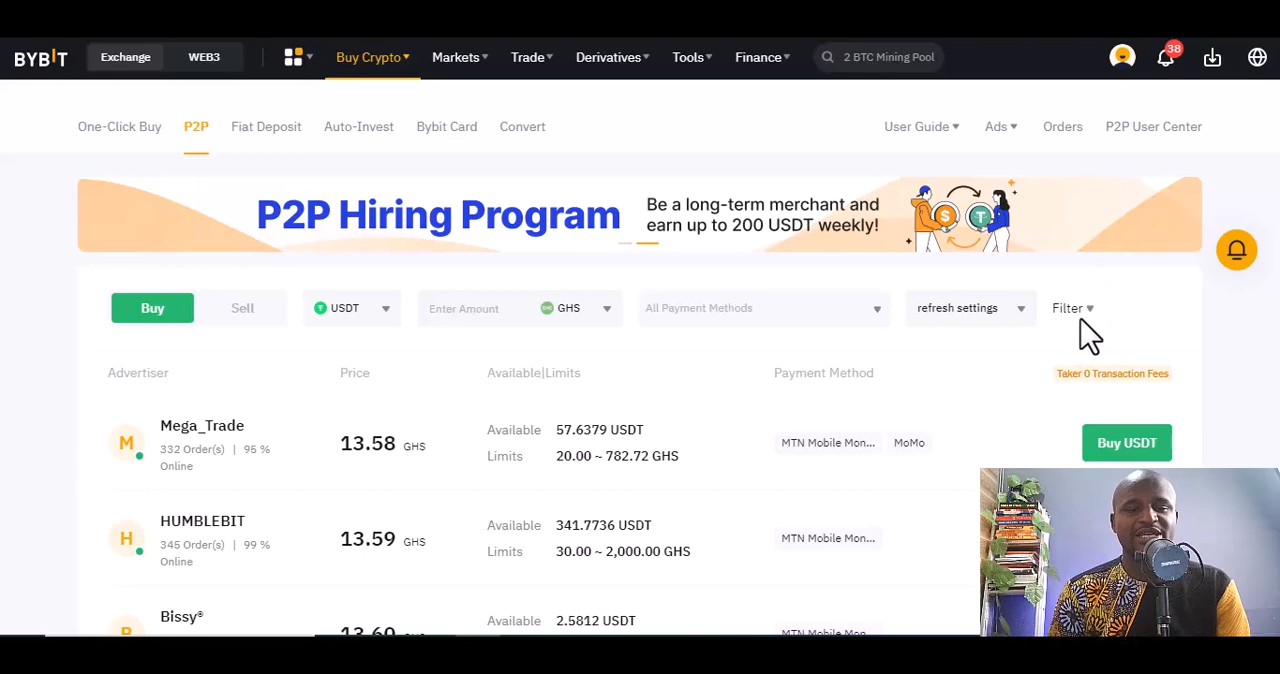 BYBIT Exchange WEB3 Buy Crypto Markets Trade Derivatives Tools Finance 2 BTC Mining Pool 38
One-Click Buy P2P Fiat Deposit Auto-Invest Bybit Card Convert User Guide Ads Orders P2P User Center
P2P Hiring Program
Be a long-term merchant and
earn up to 200 USDT weekly!
Buy Sell USDT Enter Amount GHS All Payment Methods refresh settings Filter
Advertiser Price Available|Limits Payment Method Taker 0 Transaction Fees
M Mega_Trade
332 Order(s) | 95 %
Online
13.58 GHS
Available 57.6379 USDT
Limits 20.00 ~ 782.72 GHS
MTN Mobile Mon... MoMo
Buy USDT
H HUMBLEBIT
345 Order(s) | 99 %
Online
13.59 GHS
Available 341.7736 USDT
Limits 30.00 ~ 2,000.00 GHS
MTN Mobile Mon...
B Bissy®
13.60 GHS
Available 2.5812 USDT
MTN Mobile Mon...